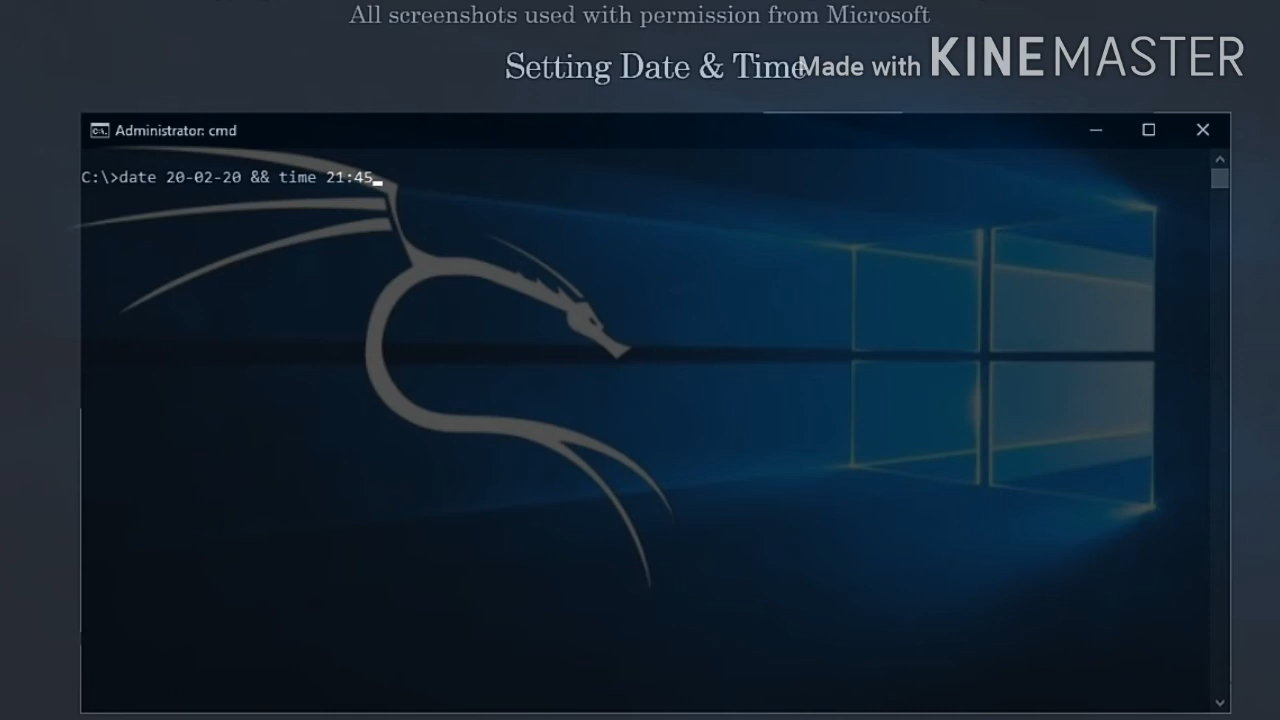 All screenshots used with permission from Microsoft
Setting Date & Time
Made with KINEMASTER
Administrator: cmd
C:\>date 20-02-20 && time 21:45